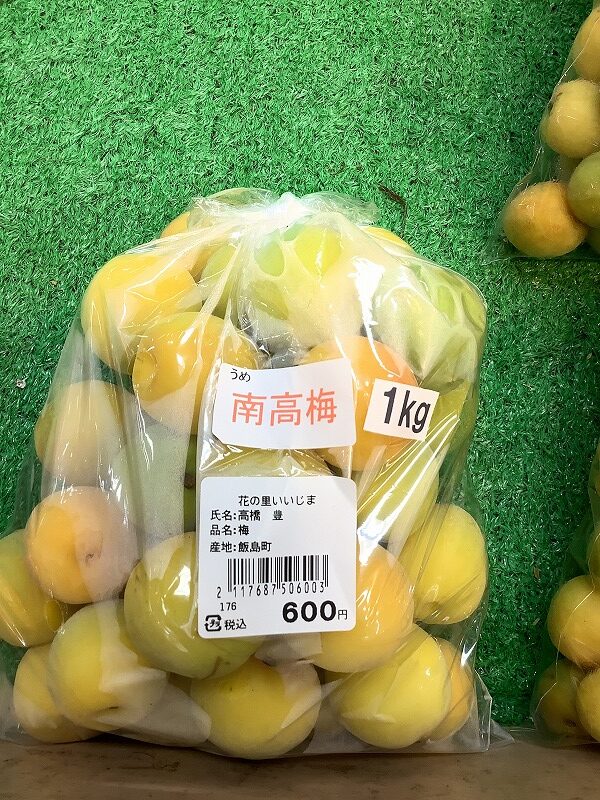 うめ
南高梅
1kg
花の里いいじま
氏名:高橋 豊
品名:梅
産地:飯島町
2 117687 506003
176
600円
税込